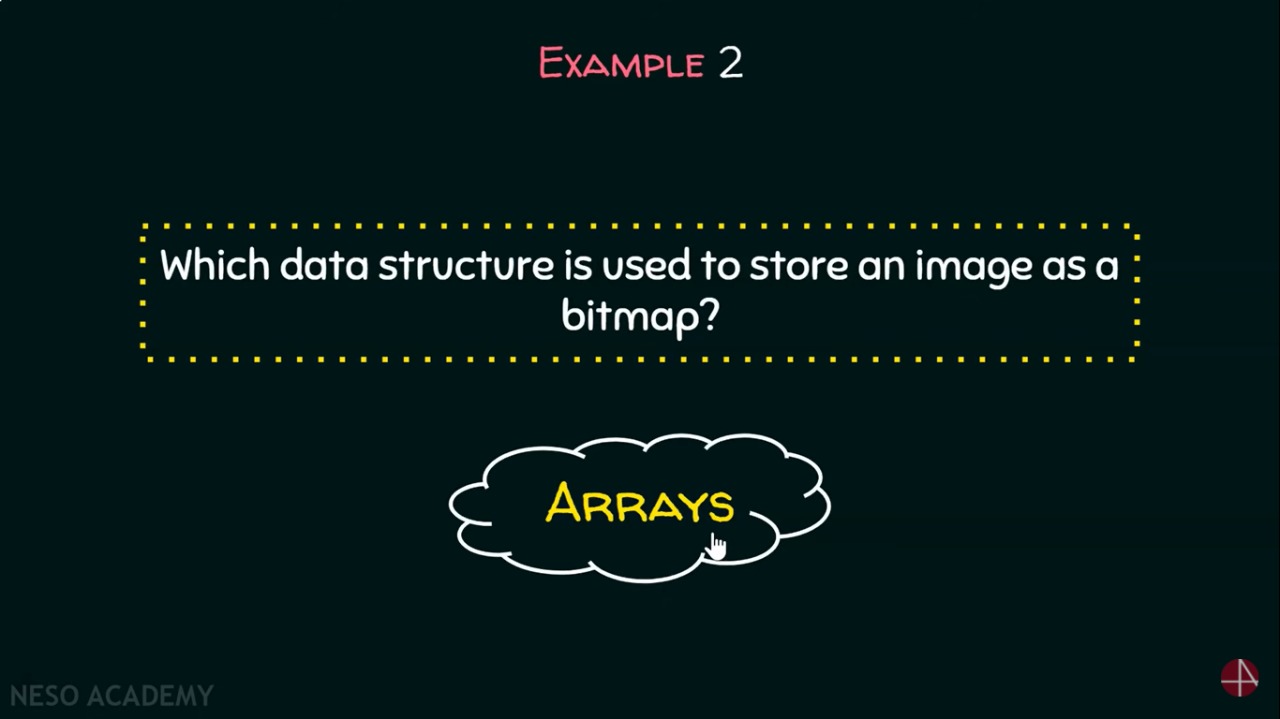 EXAMPLE 2
Which data structure is used to store an image as a
bitmap?
ARRAYS
NESO ACADEMY